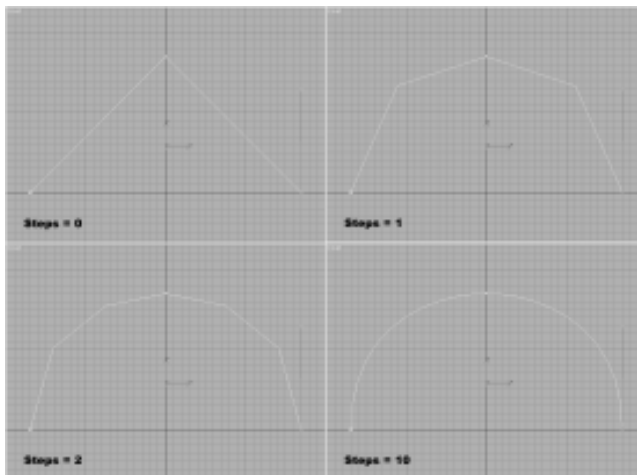 Steps = 0
Steps = 1
Steps = 2
Steps = 10